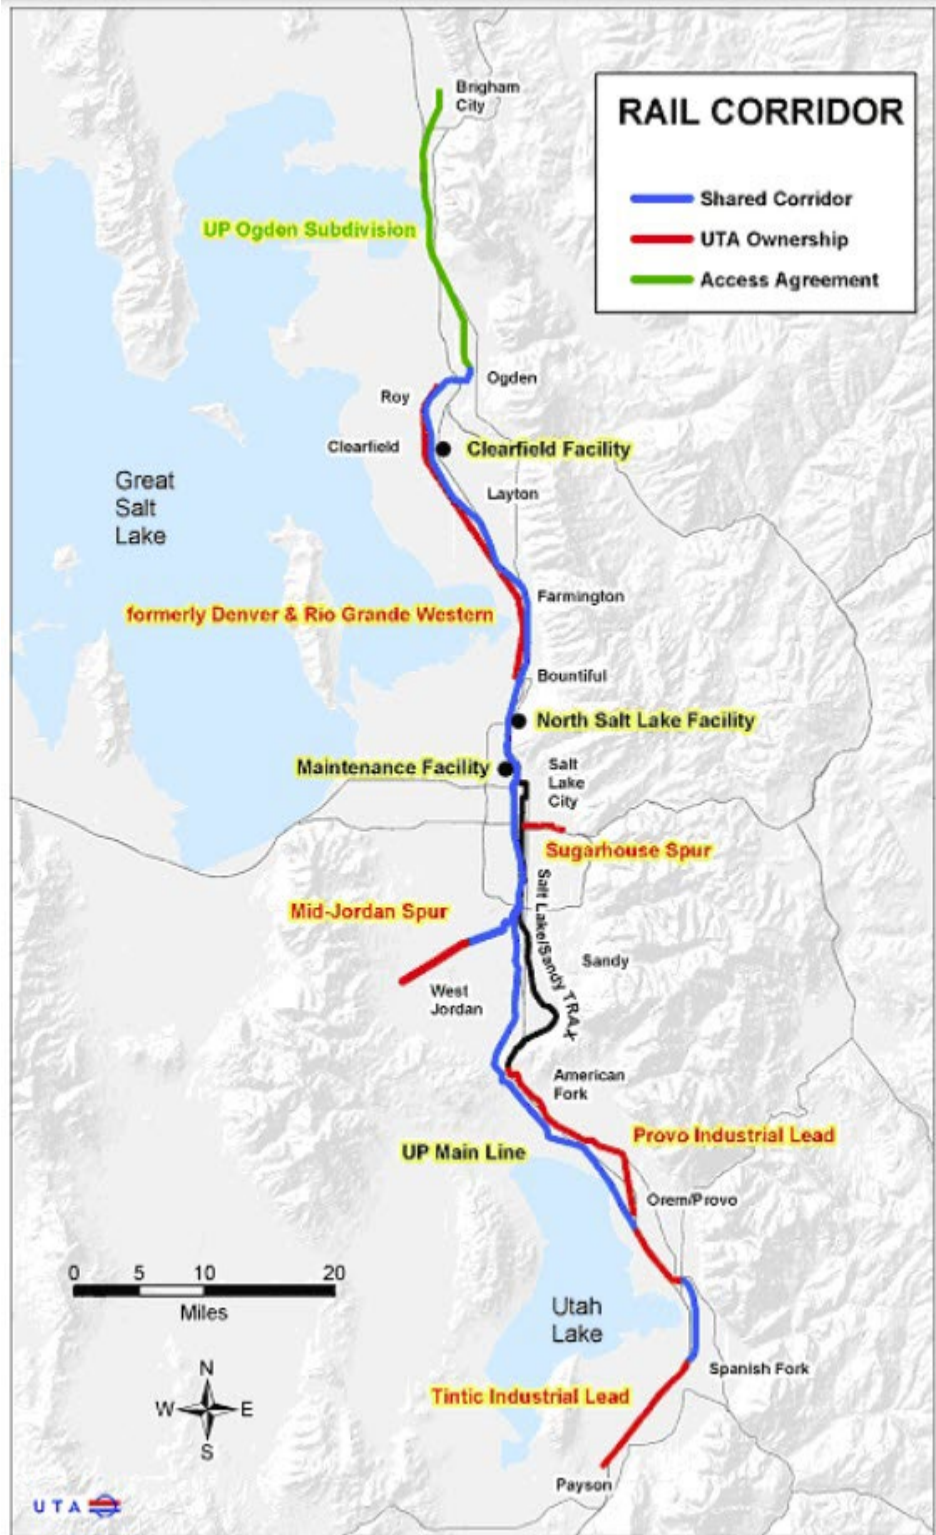 Brigham
City
RAIL CORRIDOR
Shared Corridor
UTA Ownership
Access Agreement
UP Ogden Subdivision
Ogden
Roy
Clearfield
Clearfield Facility
Layton
Great
Salt
Lake
Farmington
formerly Denver & Rio Grande Western
Bountiful
North Salt Lake Facility
Maintenance Facility
Salt
Lake
City
Sugarhouse Spur
Salt Lake/Sandy TRAX
Mid-Jordan Spur
Sandy
West
Jordan
American
Fork
Provo Industrial Lead
UP Main Line
Orem/Provo
0 5 10 20
Miles
Utah
Lake
Spanish Fork
Tintic Industrial Lead
N
W E
S
Payson
UTA